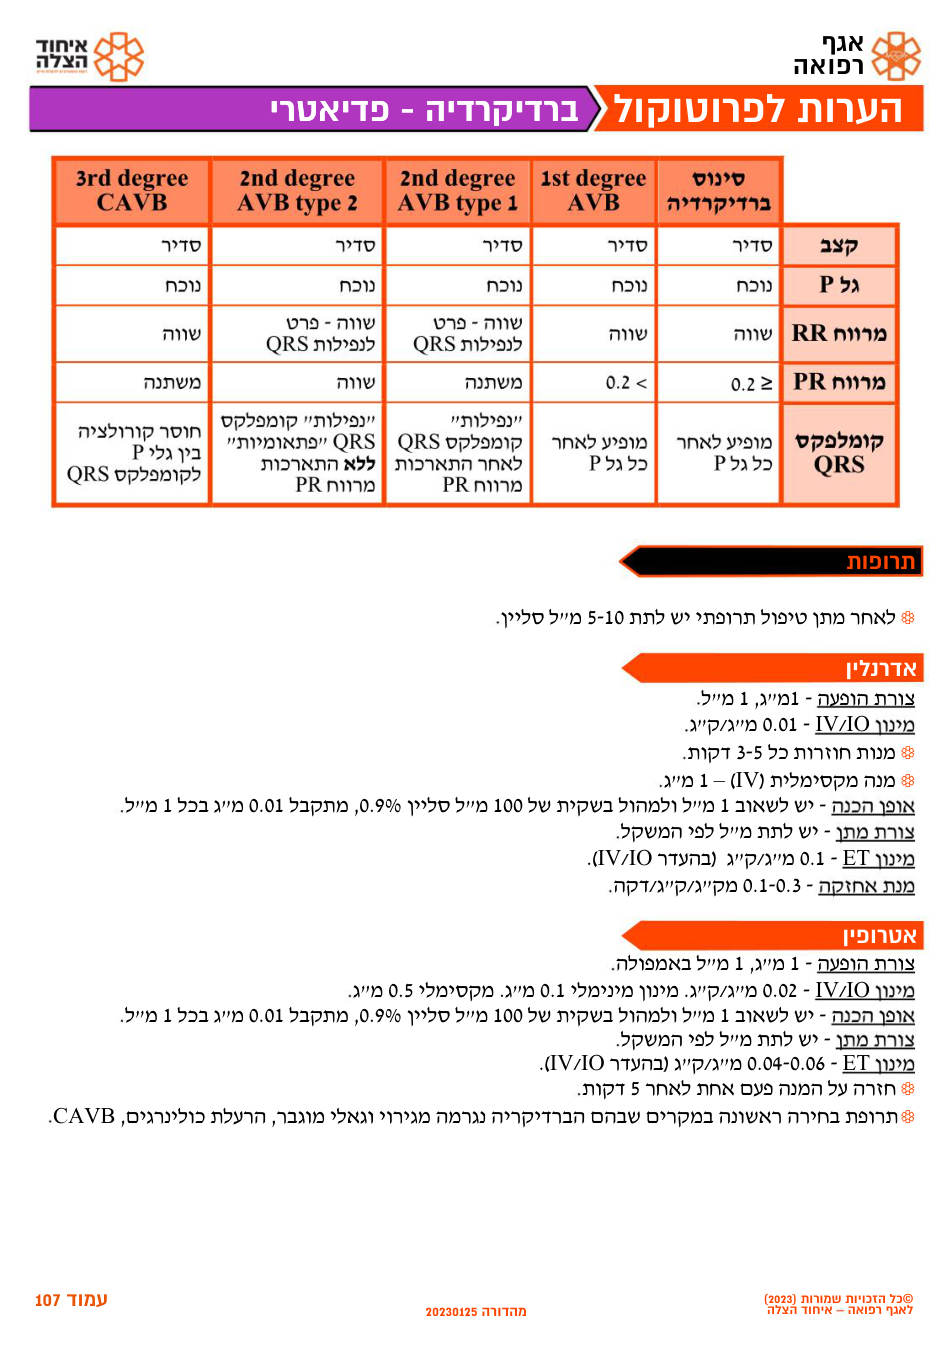 אגף
רפואה
איחוד
הצלה
הערות לפרוטוקול
ברדיקרדיה - פדיאטרי
סינוס ברדיקרדיה | 1st degree AVB | 2nd degree AVB type 1 | 2nd degree AVB type 2 | 3rd degree CAVB
קצב | סדיר | סדיר | סדיר | סדיר | סדיר
גל P | נוכח | נוכח | נוכח | נוכח | נוכח
מרווח RR | שווה | שווה | שווה - פרט לנפילות QRS | שווה - פרט לנפילות QRS | שווה
מרווח PR | ≥ 0.2 | < 0.2 | משתנה | שווה | משתנה
קומלפקס QRS | מופיע לאחר כל גל P | מופיע לאחר כל גל P | "נפילות" קומפלקס QRS לאחר התארכות מרווח PR | "נפילות" קומפלקס QRS "פתאומיות" ללא התארכות מרווח PR | חוסר קורולציה בין גלי P לקומפלקס QRS
תרופות
לאחר מתן טיפול תרופתי יש לתת 5-10 מ"ל סליין.
אדרנלין
צורת הופעה - 1מ"ג, 1 מ"ל.
מינון IV/IO - 0.01 מ"ג/ק"ג.
מנות חוזרות כל 3-5 דקות.
מנה מקסימלית (IV) – 1 מ"ג.
אופן הכנה - יש לשאוב 1 מ"ל ולמהול בשקית של 100 מ"ל סליין 0.9%, מתקבל 0.01 מ"ג בכל 1 מ"ל.
צורת מתן - יש לתת מ"ל לפי המשקל.
מינון ET - 0.1 מ"ג/ק"ג (בהעדר IV/IO).
מנת אחזקה - 0.1-0.3 מק"ג/ק"ג/דקה.
אטרופין
צורת הופעה - 1 מ"ג, 1 מ"ל באמפולה.
מינון IV/IO - 0.02 מ"ג/ק"ג. מינון מינימלי 0.1 מ"ג. מקסימלי 0.5 מ"ג.
אופן הכנה - יש לשאוב 1 מ"ל ולמהול בשקית של 100 מ"ל סליין 0.9%, מתקבל 0.01 מ"ג בכל 1 מ"ל.
צורת מתן - יש לתת מ"ל לפי המשקל.
מינון ET - 0.04-0.06 מ"ג/ק"ג (בהעדר IV/IO).
חזרה על המנה פעם אחת לאחר 5 דקות.
תרופת בחירה ראשונה במקרים שבהם הברדיקריה נגרמה מגירוי וגאלי מוגבר, הרעלת כולינרגים, CAVB.
©כל הזכויות שמורות (2023)
לאגף רפואה – איחוד הצלה
מהדורה 20230125
עמוד 107